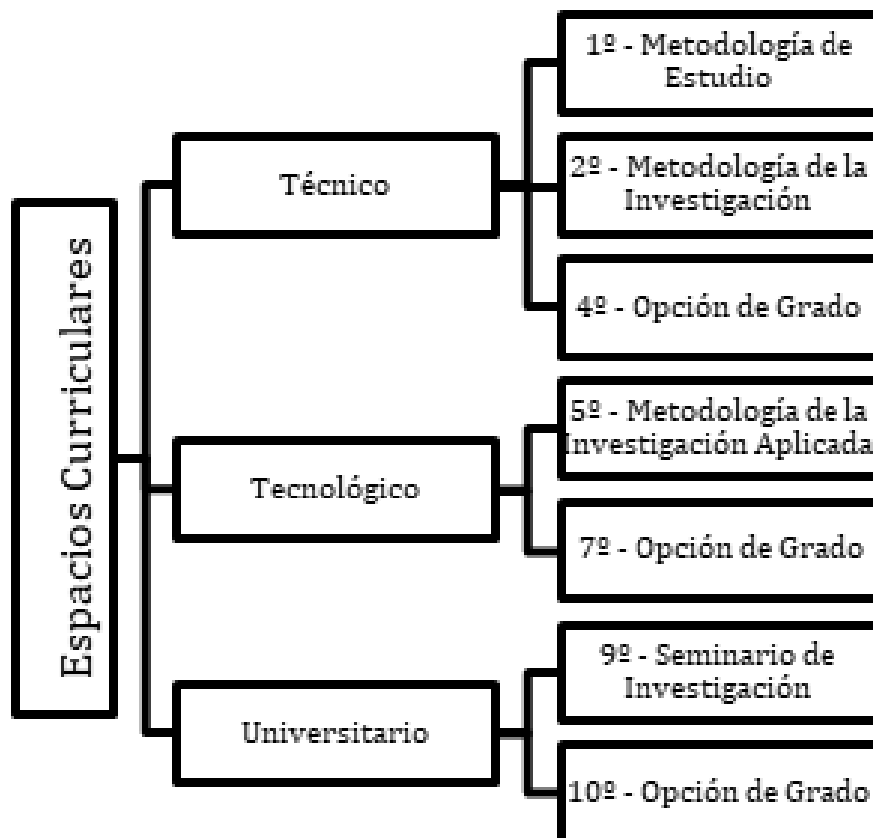 Espacios Curriculares
Técnico
1º - Metodología de
Estudio
2º - Metodología de la
Investigación
4º - Opción de Grado
Tecnológico
5º - Metodología de la
Investigación Aplicada
7º - Opción de Grado
Universitario
9º - Seminario de
Investigación
10º - Opción de Grado